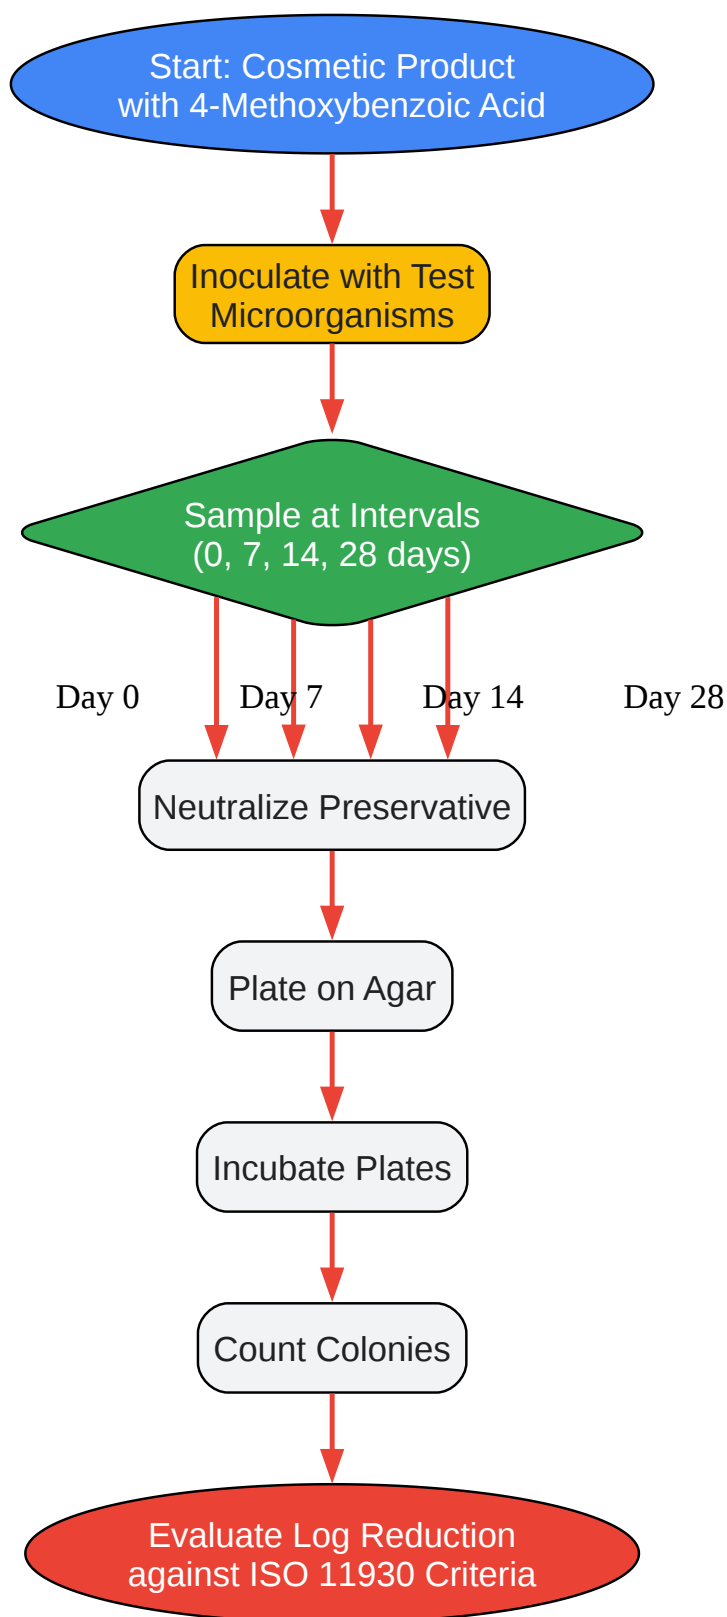 Start: Cosmetic Product
with 4-Methoxybenzoic Acid
Inoculate with Test
Microorganisms
Sample at Intervals
(0, 7, 14, 28 days)
Day 0
Day 7
Day 14
Day 28
Neutralize Preservative
Plate on Agar
Incubate Plates
Count Colonies
Evaluate Log Reduction
against ISO 11930 Criteria